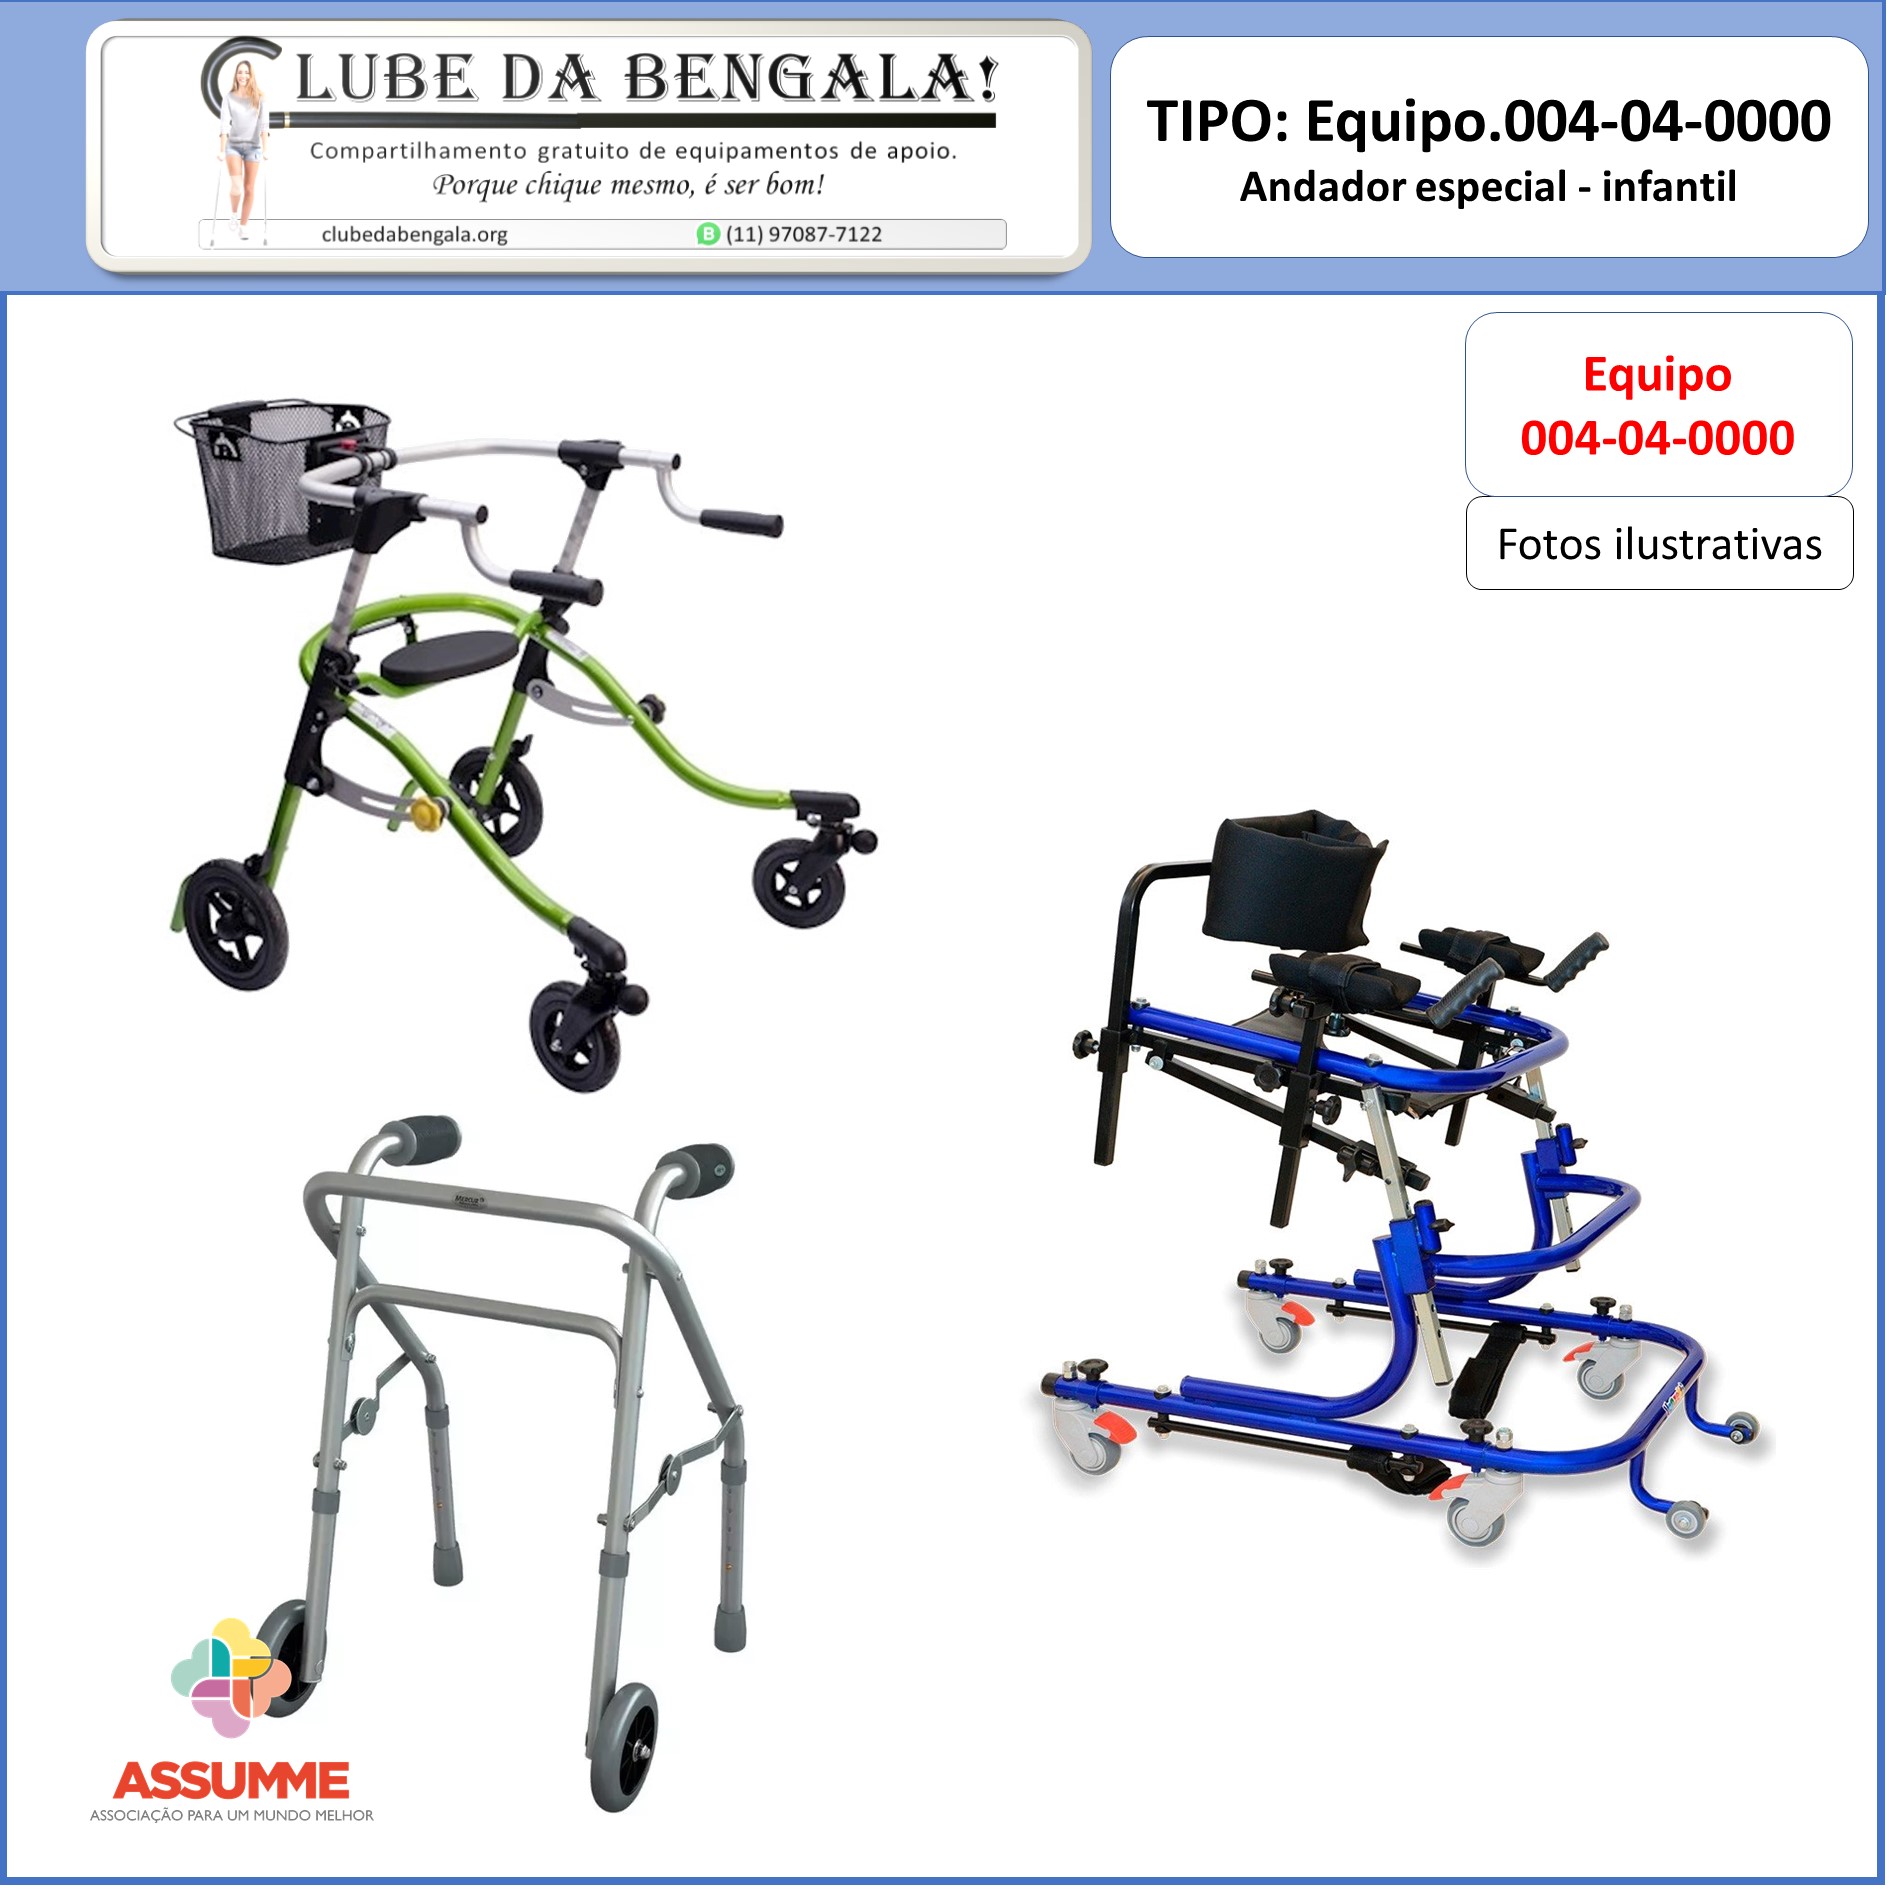 CLUBE DA BENGALA!
Compartilhamento gratuito de equipamentos de apoio.
Porque chique mesmo, é ser bom!
clubedabengala.org
(11) 97087-7122
TIPO: Equipo.004-04-0000
Andador especial - infantil
Equipo
004-04-0000
Fotos ilustrativas
ASSUMME
ASSOCIAÇÃO PARA UM MUNDO MELHOR